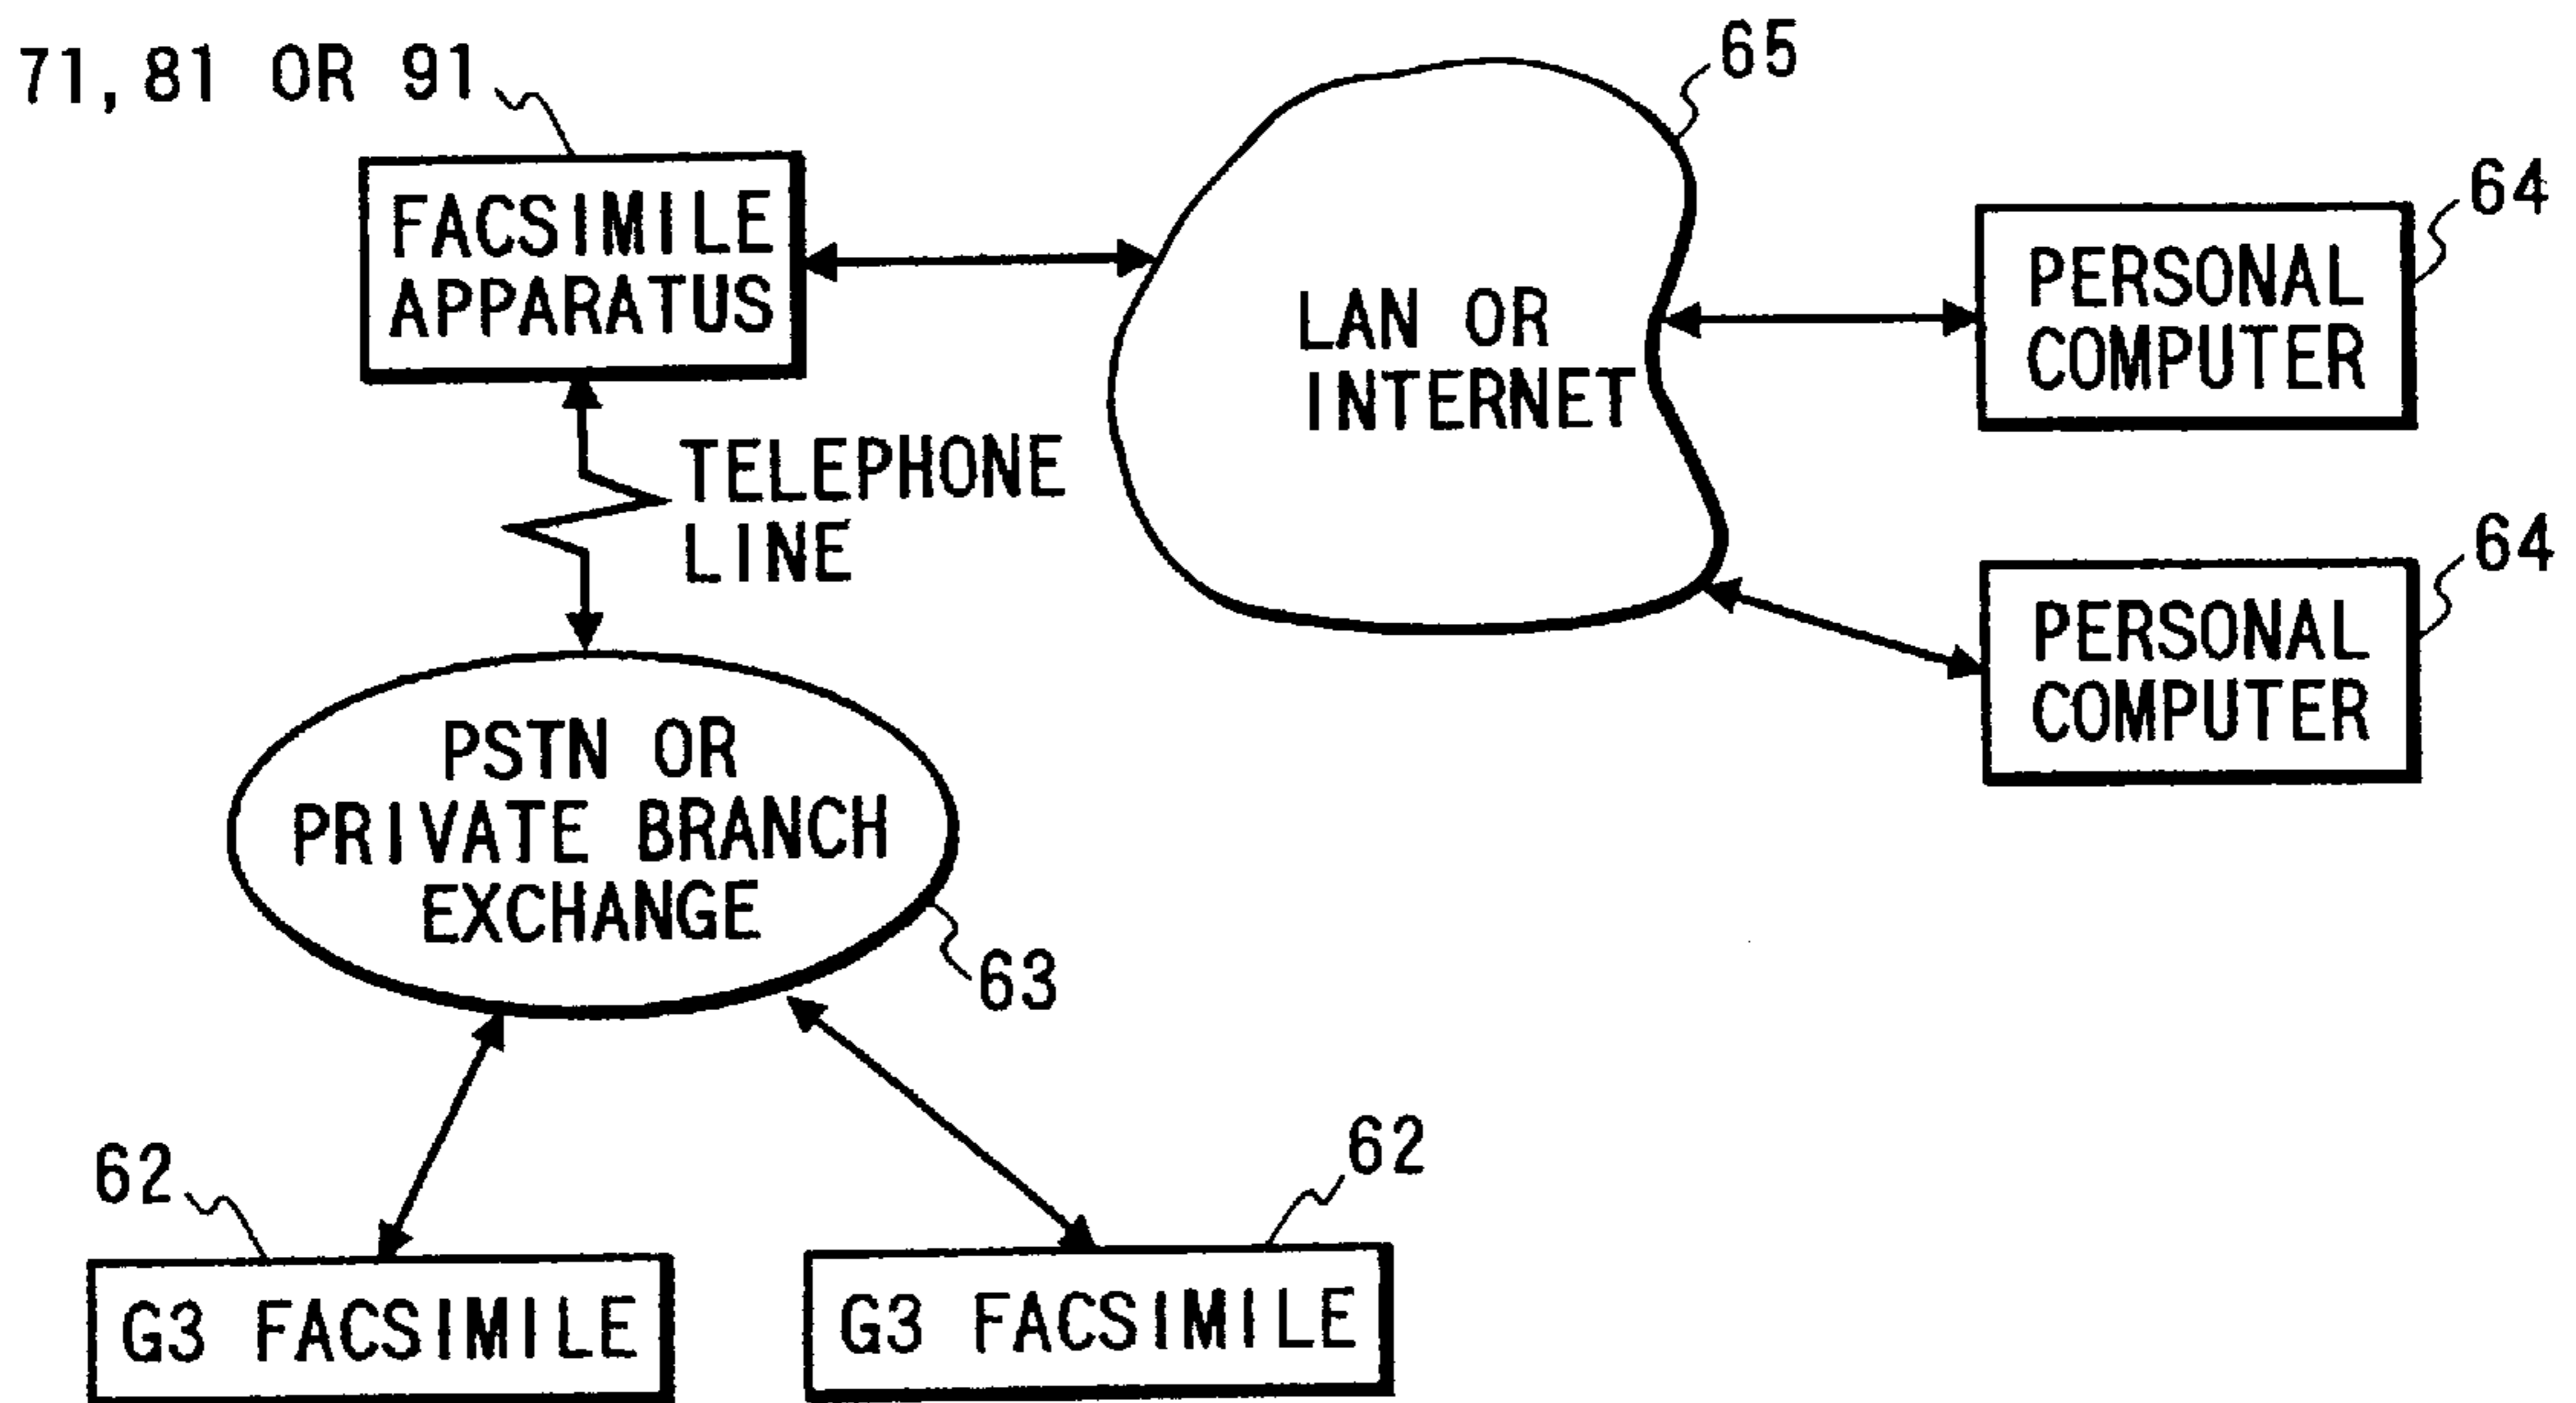 71, 81 OR 91
65
FACSIMILE
APPARATUS
64
PERSONAL
COMPUTER
LAN OR
INTERNET
TELEPHONE
LINE
64
PERSONAL
COMPUTER
PSTN OR
PRIVATE BRANCH
EXCHANGE
63
62
62
G3 FACSIMILE
G3 FACSIMILE